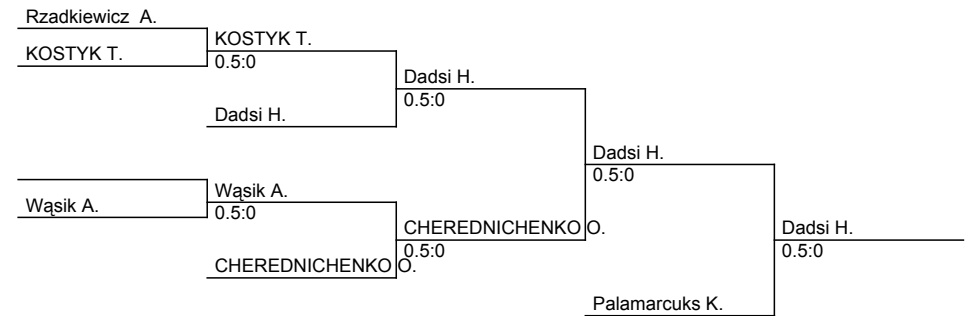 Rzadkiewicz  A.
KOSTYK T.
KOSTYK T.
0.5:0
Dadsi H.
0.5:0
Dadsi H.
Dadsi H.
0.5:0
Wąsik A.
Wąsik A.
0.5:0
CHEREDNICHENKO O.
0.5:0
Dadsi H.
0.5:0
CHEREDNICHENKO O.
Palamarcuks K.